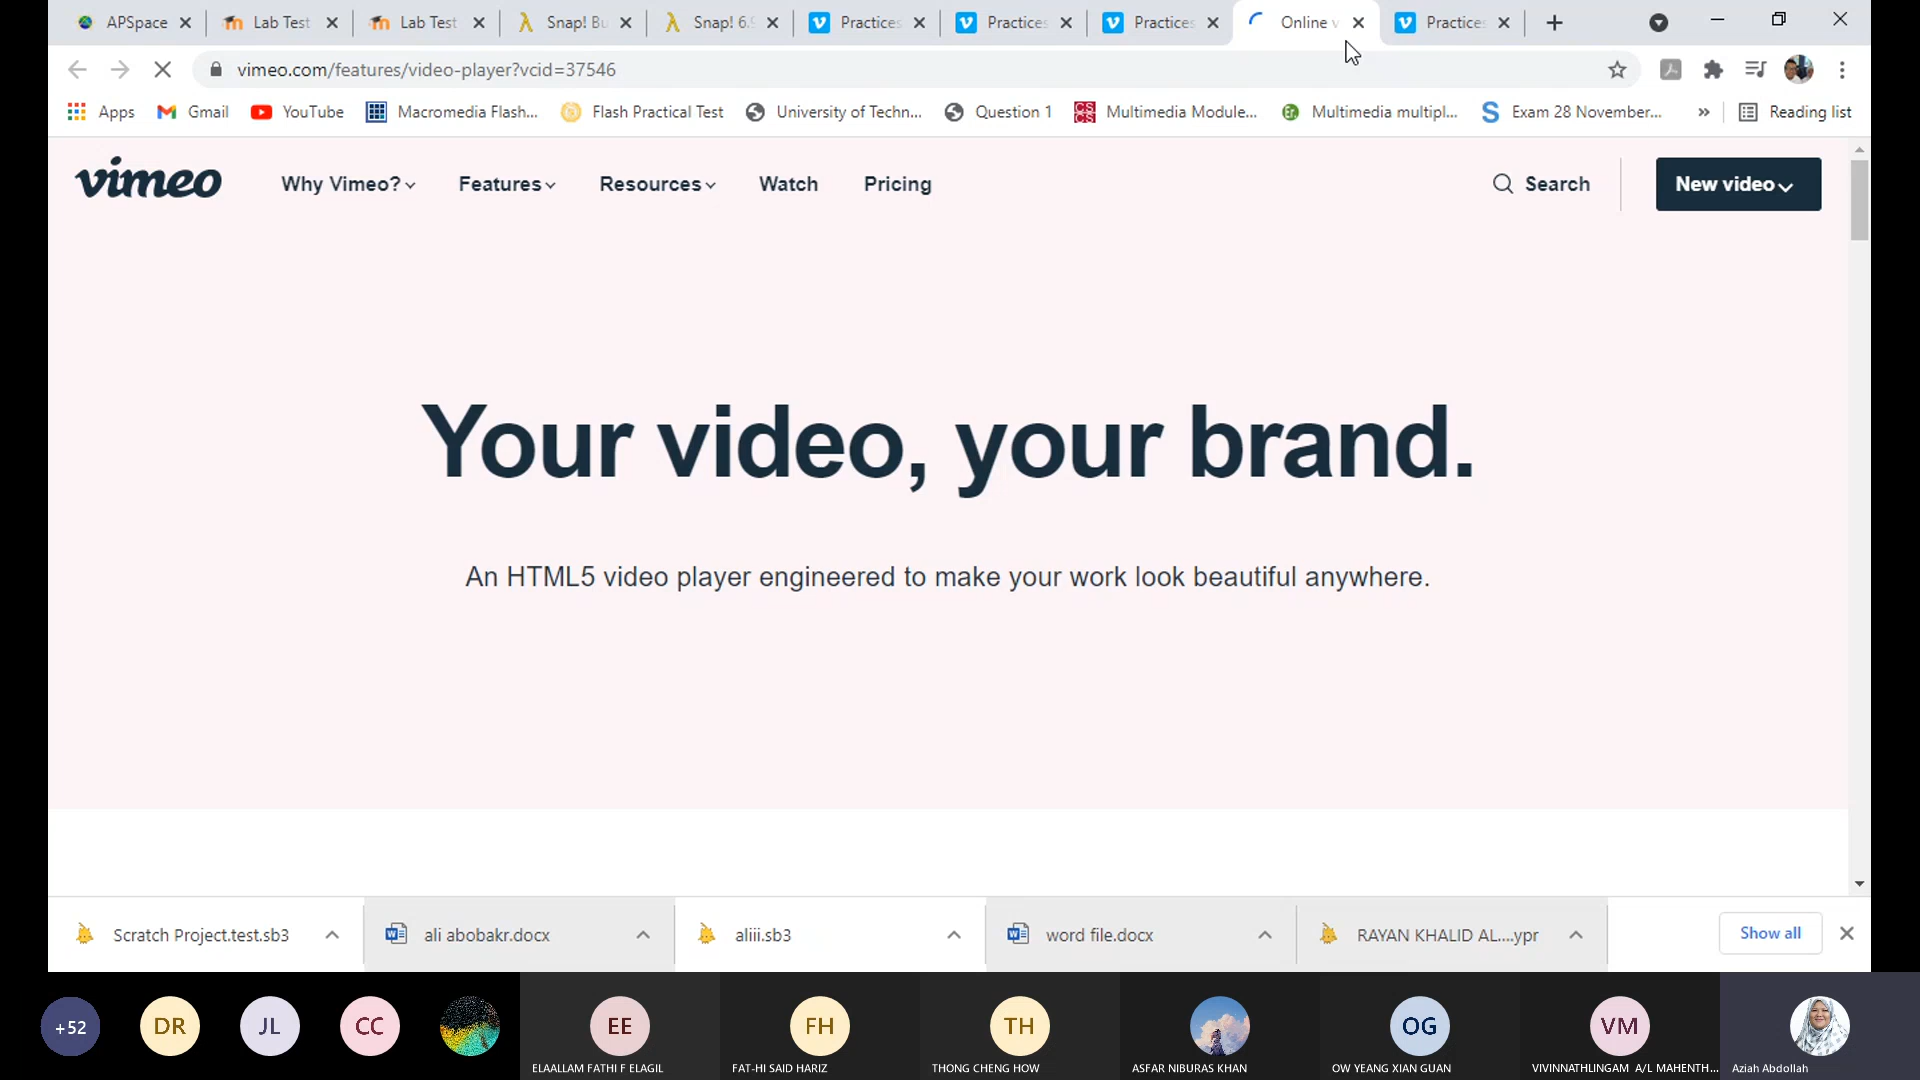 APSpace
Lab Test
Lab Test
Snap! Bu
Snap! 6.9
Practices
Practices
Practices
Online v
Practices
vimeo.com/features/video-player?vcid=37546
Apps
Gmail
YouTube
Macromedia Flash...
Flash Practical Test
University of Techn...
Question 1
Multimedia Module...
Multimedia multipl...
Exam 28 November...
»
Reading list
vimeo
Why Vimeo?
Features
Resources
Watch
Pricing
Search
New video
Your video, your brand.
An HTML5 video player engineered to make your work look beautiful anywhere.
Scratch Project.test.sb3
ali abobakr.docx
aliii.sb3
word file.docx
RAYAN KHALID AL....ypr
Show all
+52
DR
JL
CC
EE
FH
TH
OG
VM
ELAALLAM FATHI F ELAGIL
FAT-HI SAID HARIZ
THONG CHENG HOW
ASFAR NIBURAS KHAN
OW YEANG XIAN GUAN
VIVINNATHLINGAM A/L MAHENTH...
Aziah Abdollah